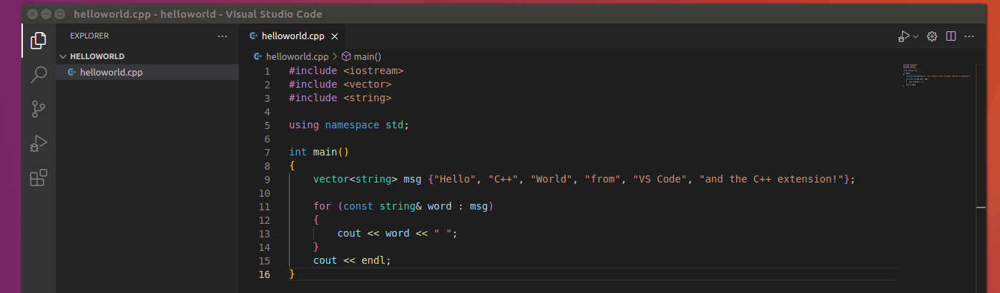 helloworld.cpp - helloworld - Visual Studio Code
EXPLORER ···
HELLOWORLD
helloworld.cpp
helloworld.cpp
helloworld.cpp > main()
1 #include <iostream>
2 #include <vector>
3 #include <string>
4
5 using namespace std;
6
7 int main()
8 {
9     vector<string> msg {"Hello", "C++", "World", "from", "VS Code", "and the C++ extension!"};
10
11     for (const string& word : msg)
12     {
13         cout << word << " ";
14     }
15     cout << endl;
16 }